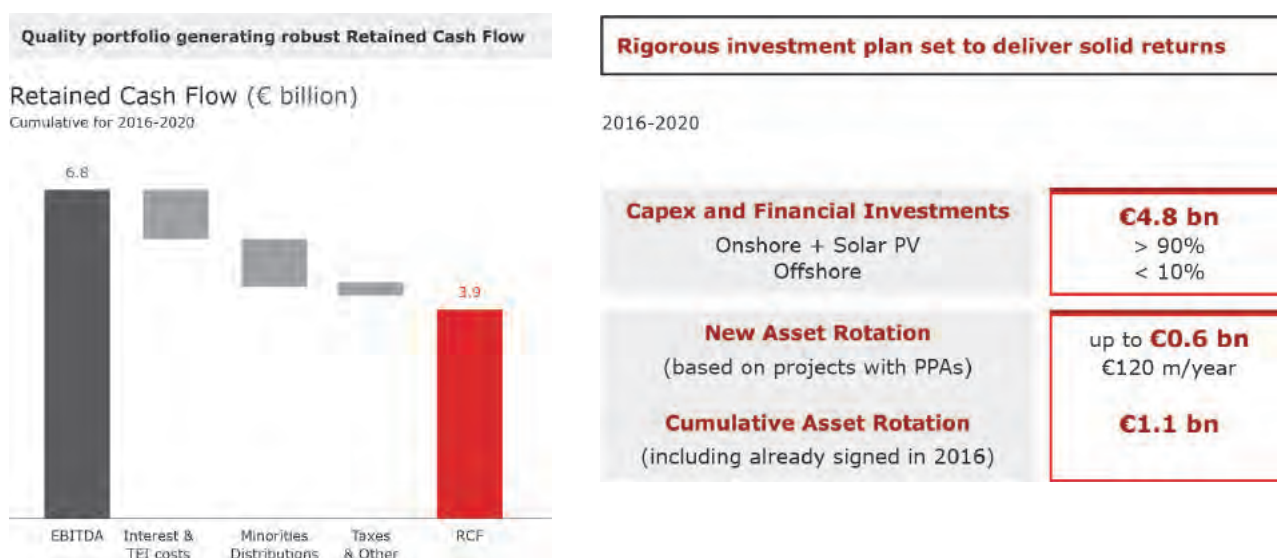 Quality portfolio generating robust Retained Cash Flow
Retained Cash Flow (€ billion)
Cumulative for 2016-2020
6.8
3.9
EBITDA
Interest &
TEI costs
Minorities
Distributions
Taxes
& Other
RCF
Rigorous investment plan set to deliver solid returns
2016-2020
Capex and Financial Investments
Onshore + Solar PV
Offshore
€4.8 bn
> 90%
< 10%
New Asset Rotation
(based on projects with PPAs)
up to €0.6 bn
€120 m/year
Cumulative Asset Rotation
(including already signed in 2016)
€1.1 bn